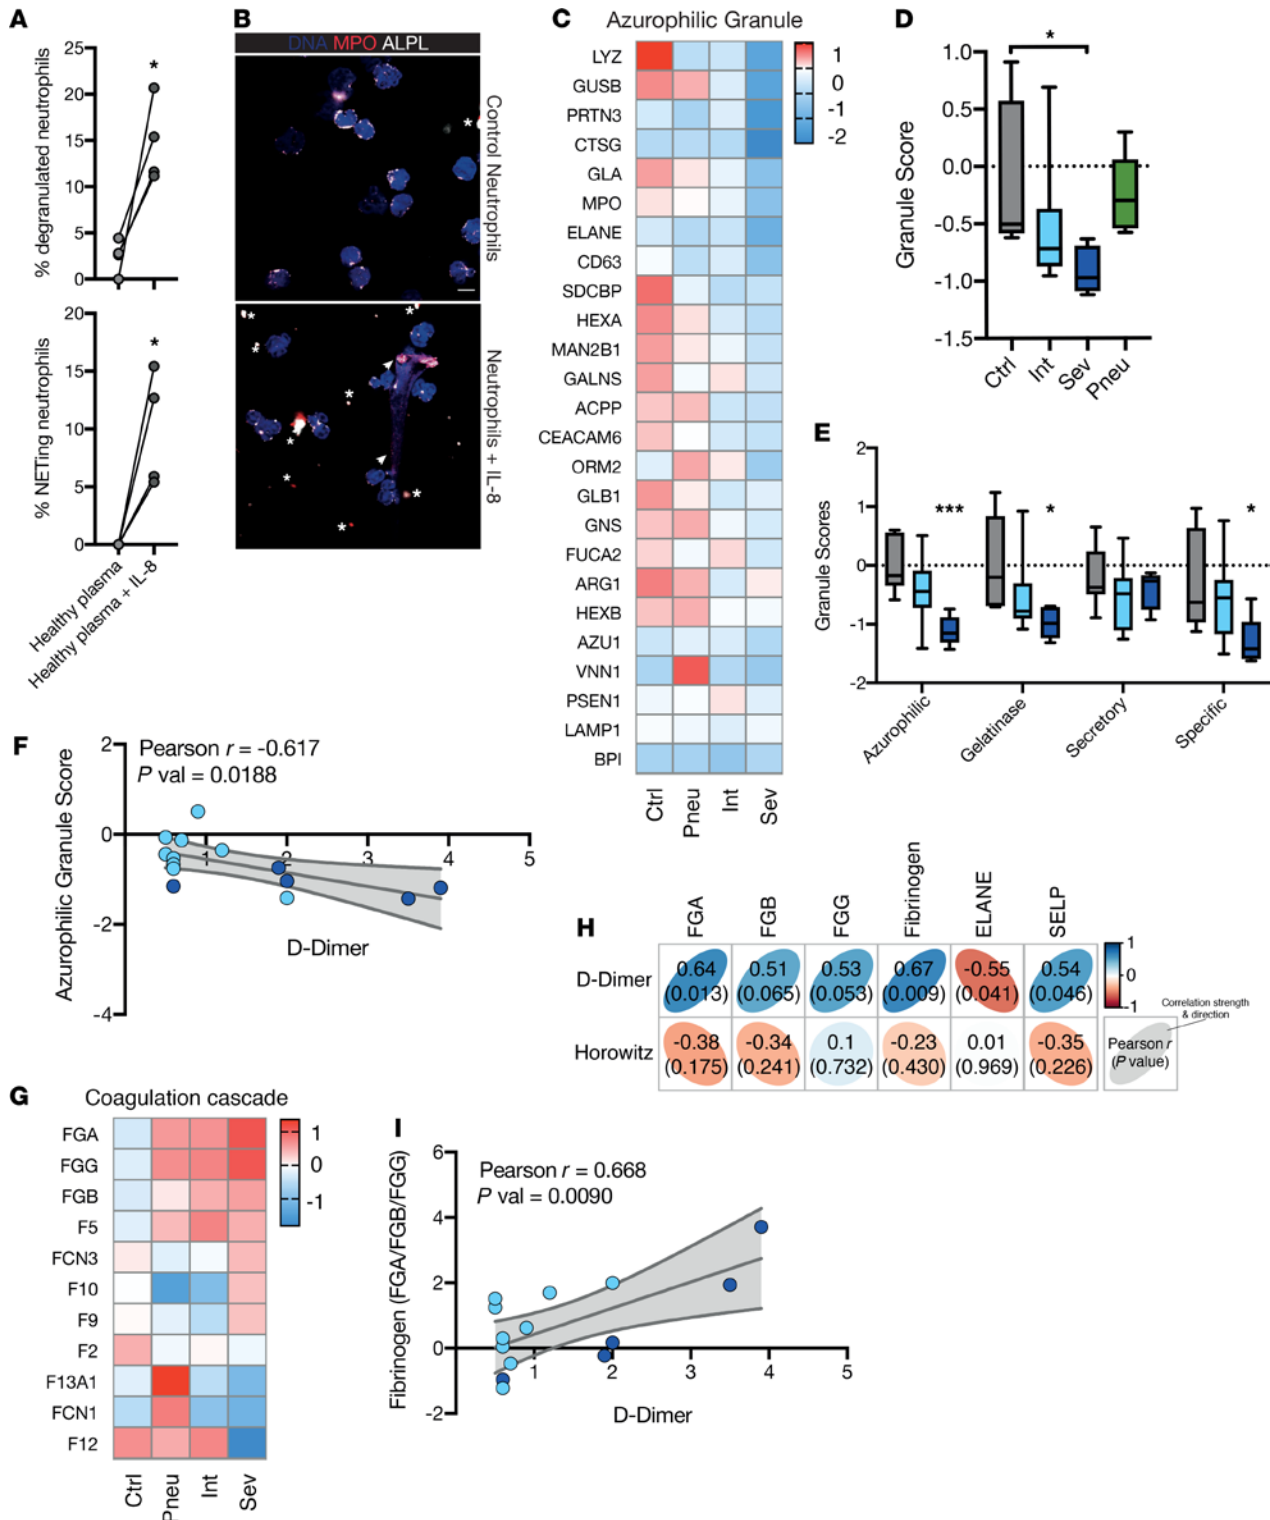 A
25
20
15
10
5
0
% degranulated neutrophils
*
20
15
10
5
0
% NETing neutrophils
*
Healthy plasma
Healthy plasma + IL-8
B
DNA MPO ALPL
Control Neutrophils
*
Neutrophils + IL-8
* * * * * * * * *
C
Azurophilic Granule
LYZ
GUSB
PRTN3
CTSG
GLA
MPO
ELANE
CD63
SDCBP
HEXA
MAN2B1
GALNS
ACPP
CEACAM6
ORM2
GLB1
GNS
FUCA2
ARG1
HEXB
AZU1
VNN1
PSEN1
LAMP1
BPI
Ctrl Pneu Int Sev
1
0
-1
-2
D
Granule Score
1.0
0.5
0.0
-0.5
-1.0
-1.5
*
Ctrl Int Sev Pneu
E
Granule Scores
2
1
0
-1
-2
*** * *
Azurophilic Gelatinase Secretory Specific
F
Azurophilic Granule Score
2
0
-2
-4
Pearson r = -0.617
P val = 0.0188
1 2 3 4 5
D-Dimer
G
Coagulation cascade
FGA
FGG
FGB
F5
FCN3
F10
F9
F2
F13A1
FCN1
F12
Ctrl Pneu Int Sev
1
0
-1
H
FGA FGB FGG Fibrinogen ELANE SELP
D-Dimer
0.64 0.51 0.53 0.67 -0.55 0.54
(0.013) (0.065) (0.053) (0.009) (0.041) (0.046)
Horowitz
-0.38 -0.34 0.1 -0.23 0.01 -0.35
(0.175) (0.241) (0.732) (0.430) (0.969) (0.226)
1
0
-1
Correlation strength
& direction
Pearson r
(P value)
I
Fibrinogen (FGA/FGB/FGG)
6
4
2
0
-2
Pearson r = 0.668
P val = 0.0090
1 2 3 4 5
D-Dimer